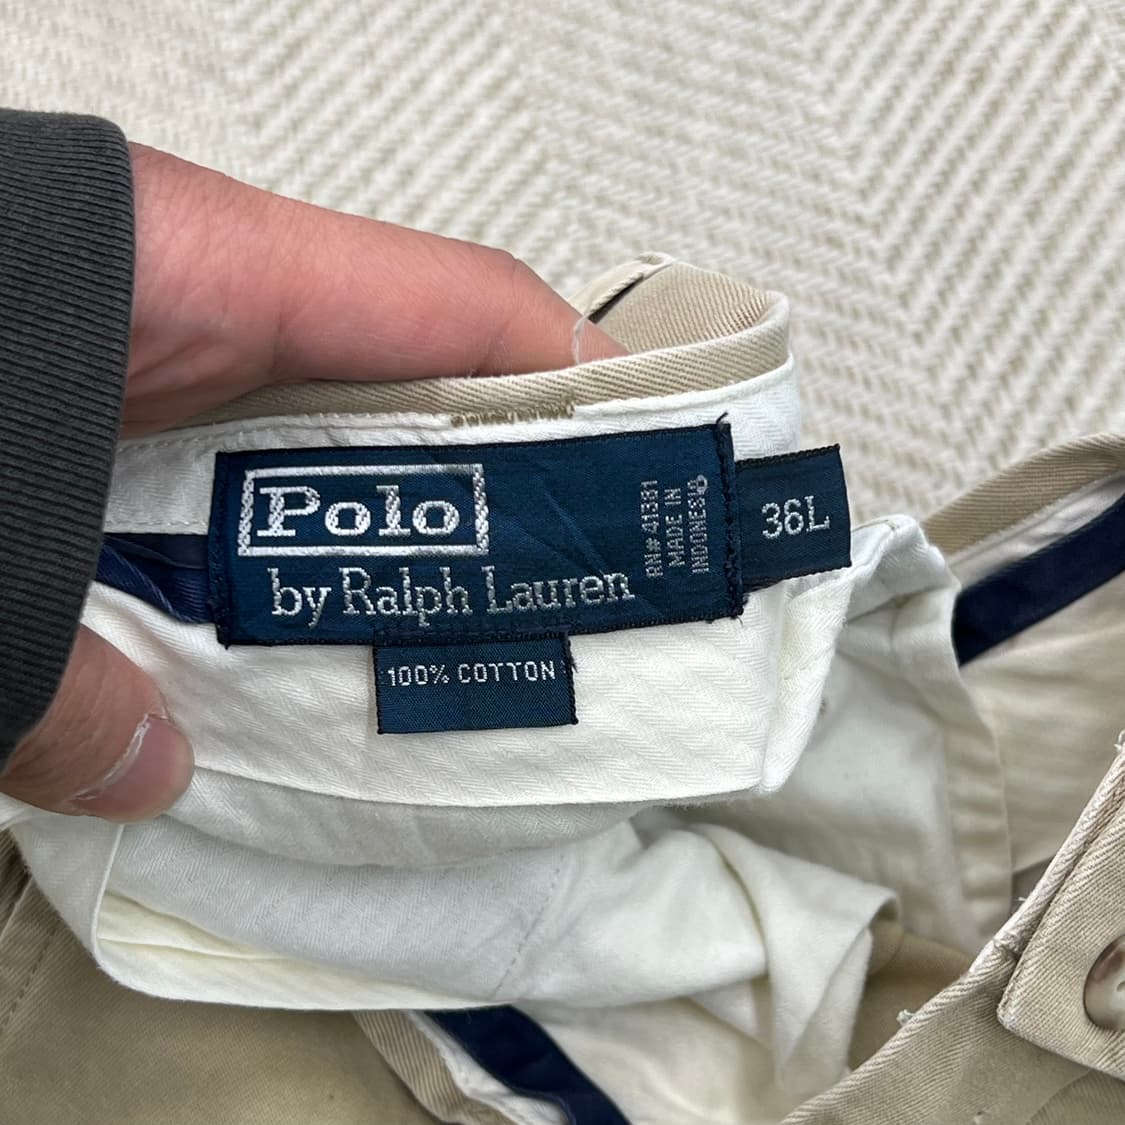 Polo
by Ralph Lauren
RN# 41381
MADE IN
INDONESIA
36L
100% COTTON